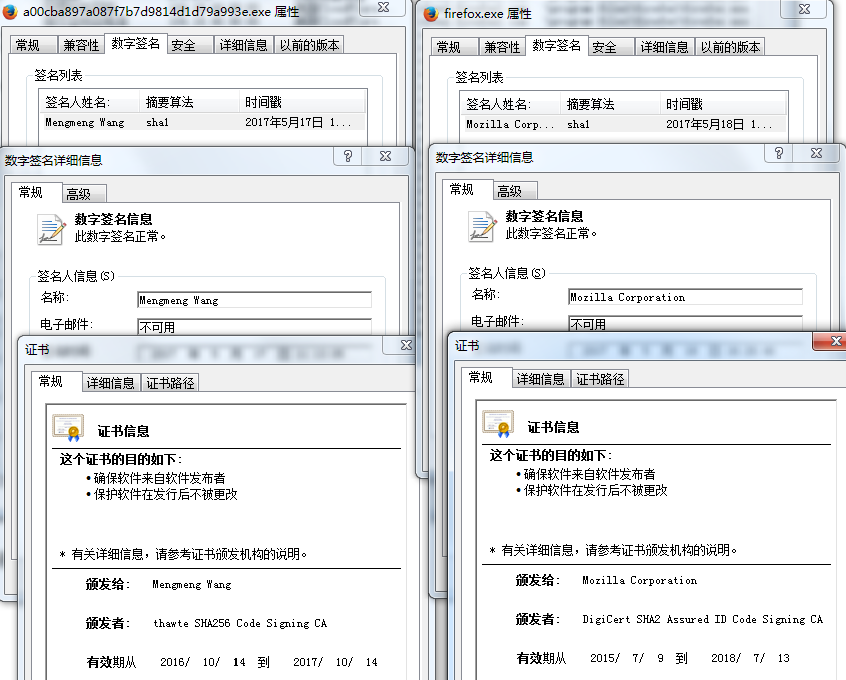 a00cba897a087f7b7d9814d1d79a993e.exe 属性
常规 兼容性 数字签名 安全 详细信息 以前的版本
签名列表
签名人姓名: 摘要算法 时间戳
Mengmeng Wang sha1 2017年5月17日 1...
数字签名详细信息
常规 高级
数字签名信息
此数字签名正常。
签名人信息(S)
名称: Mengmeng Wang
电子邮件: 不可用
证书
常规 详细信息 证书路径
证书信息
这个证书的目的如下:
•确保软件来自软件发布者
•保护软件在发行后不被更改
* 有关详细信息，请参考证书颁发机构的说明。
颁发给: Mengmeng Wang
颁发者: thawte SHA256 Code Signing CA
有效期从 2016/ 10/ 14 到 2017/ 10/ 14
firefox.exe 属性
常规 兼容性 数字签名 安全 详细信息 以前的版本
签名列表
签名人姓名: 摘要算法 时间戳
Mozilla Corp... sha1 2017年5月18日 1...
数字签名详细信息
常规 高级
数字签名信息
此数字签名正常。
签名人信息(S)
名称: Mozilla Corporation
电子邮件: 不可用
证书
常规 详细信息 证书路径
证书信息
这个证书的目的如下:
•确保软件来自软件发布者
•保护软件在发行后不被更改
* 有关详细信息，请参考证书颁发机构的说明。
颁发给: Mozilla Corporation
颁发者: DigiCert SHA2 Assured ID Code Signing CA
有效期从 2015/ 7/ 9 到 2018/ 7/ 13